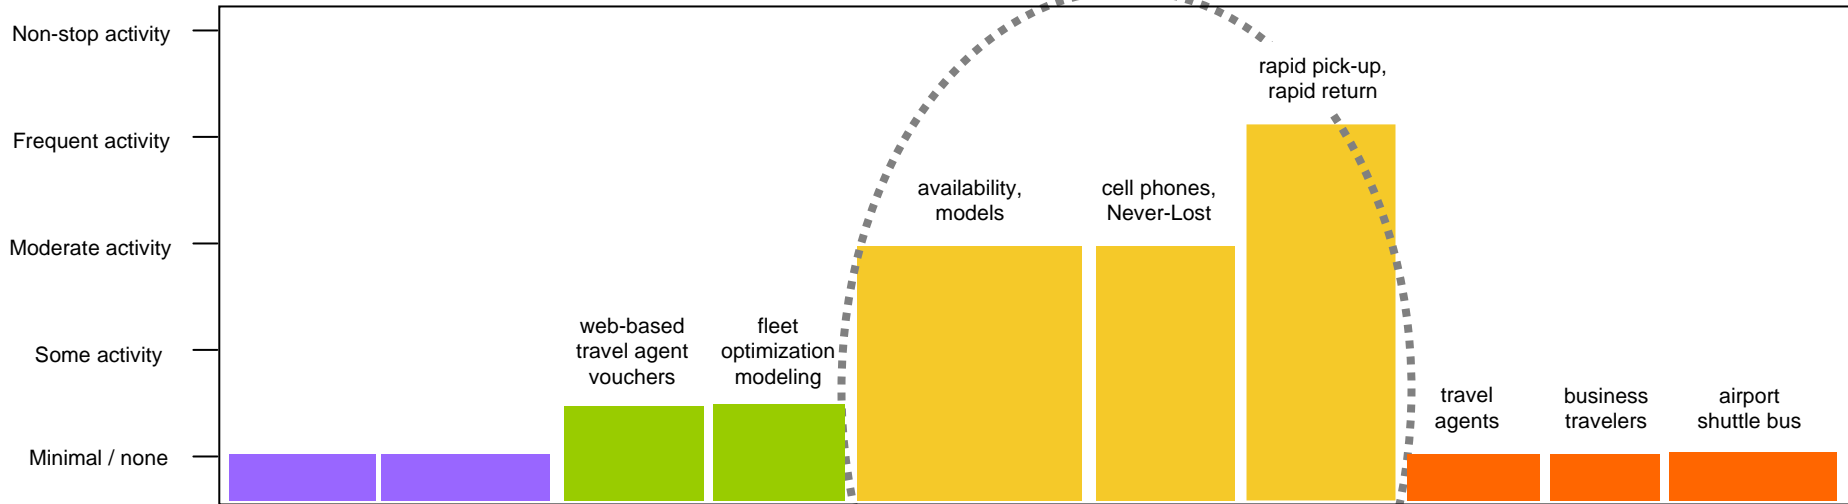 Non-stop activity
Frequent activity
Moderate activity
Some activity
Minimal / none
web-based
travel agent
vouchers
fleet
optimization
modeling
availability,
models
cell phones,
Never-Lost
rapid pick-up,
rapid return
travel
agents
business
travelers
airport
shuttle bus